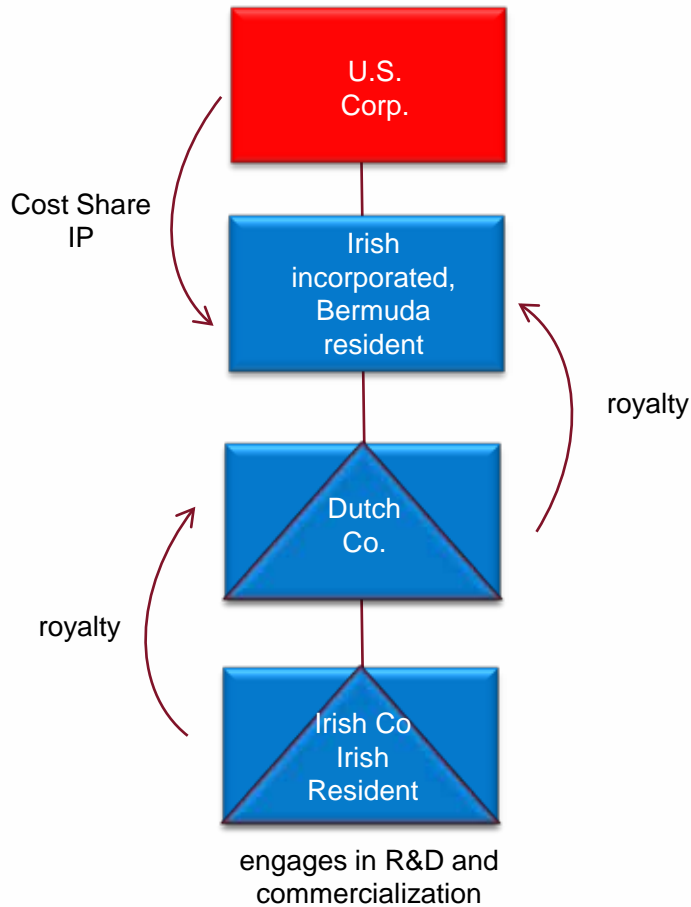 U.S.
Corp.
Cost Share
IP
Irish
incorporated,
Bermuda
resident
royalty
Dutch
Co.
royalty
Irish Co
Irish
Resident
engages in R&D and
commercialization